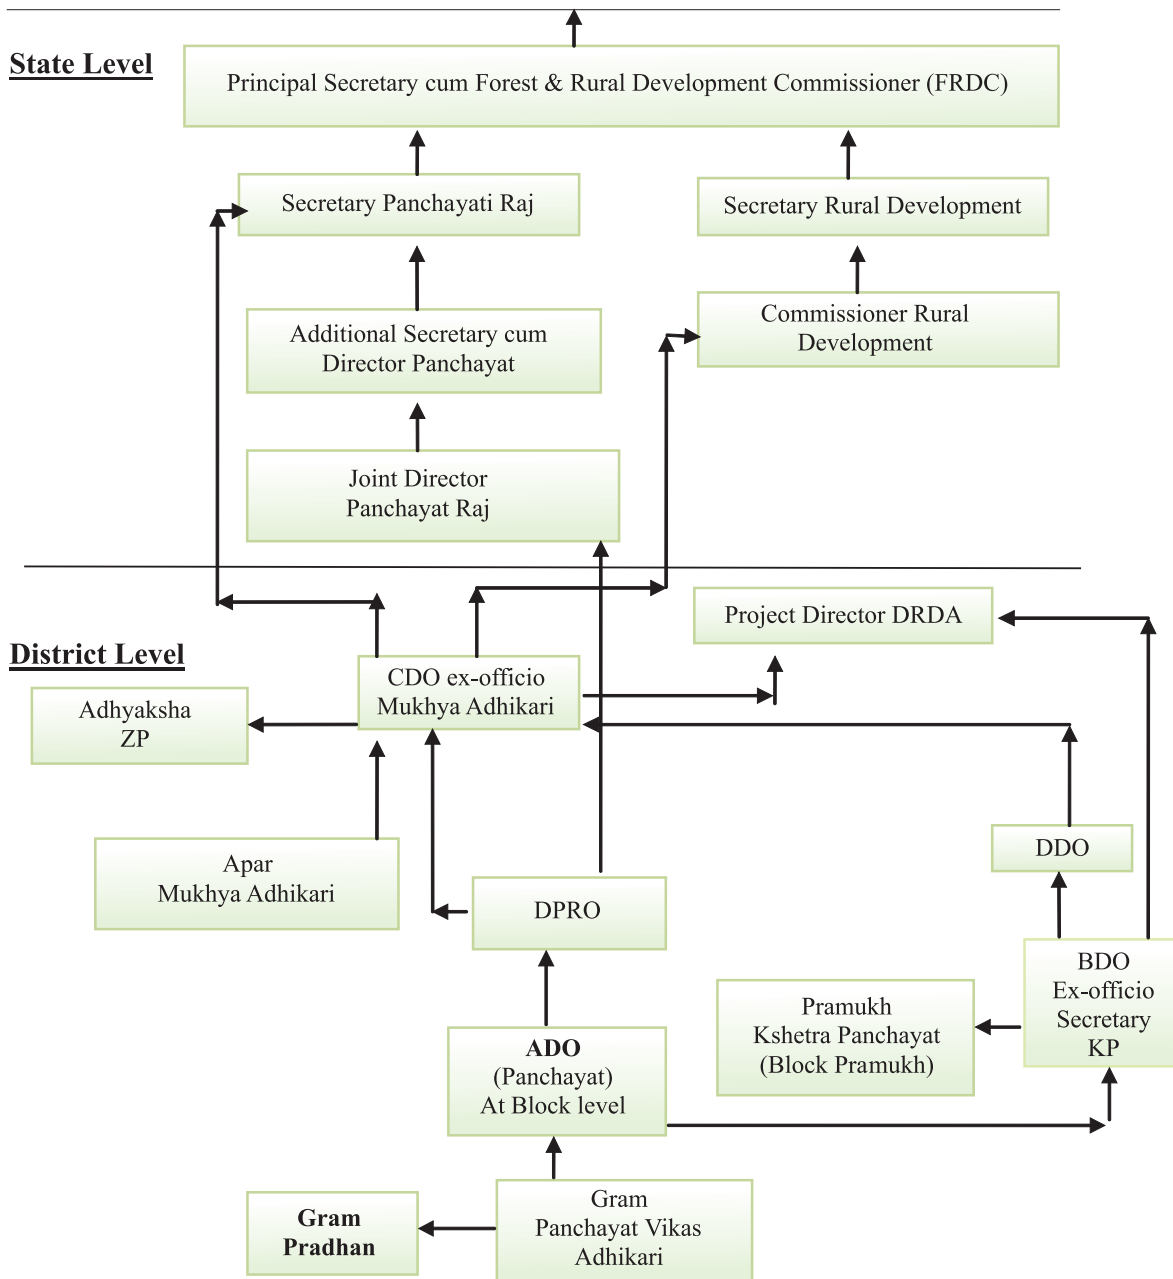 State Level
Principal Secretary cum Forest & Rural Development Commissioner (FRDC)
Secretary Panchayati Raj
Secretary Rural Development
Additional Secretary cum
Director Panchayat
Commissioner Rural
Development
Joint Director
Panchayat Raj
District Level
Project Director DRDA
CDO ex-officio
Mukhya Adhikari
Adhyaksha
ZP
Apar
Mukhya Adhikari
DDO
DPRO
BDO
Ex-officio
Secretary
KP
Pramukh
Kshetra Panchayat
(Block Pramukh)
ADO
(Panchayat)
At Block level
Gram
Panchayat Vikas
Adhikari
Gram
Pradhan